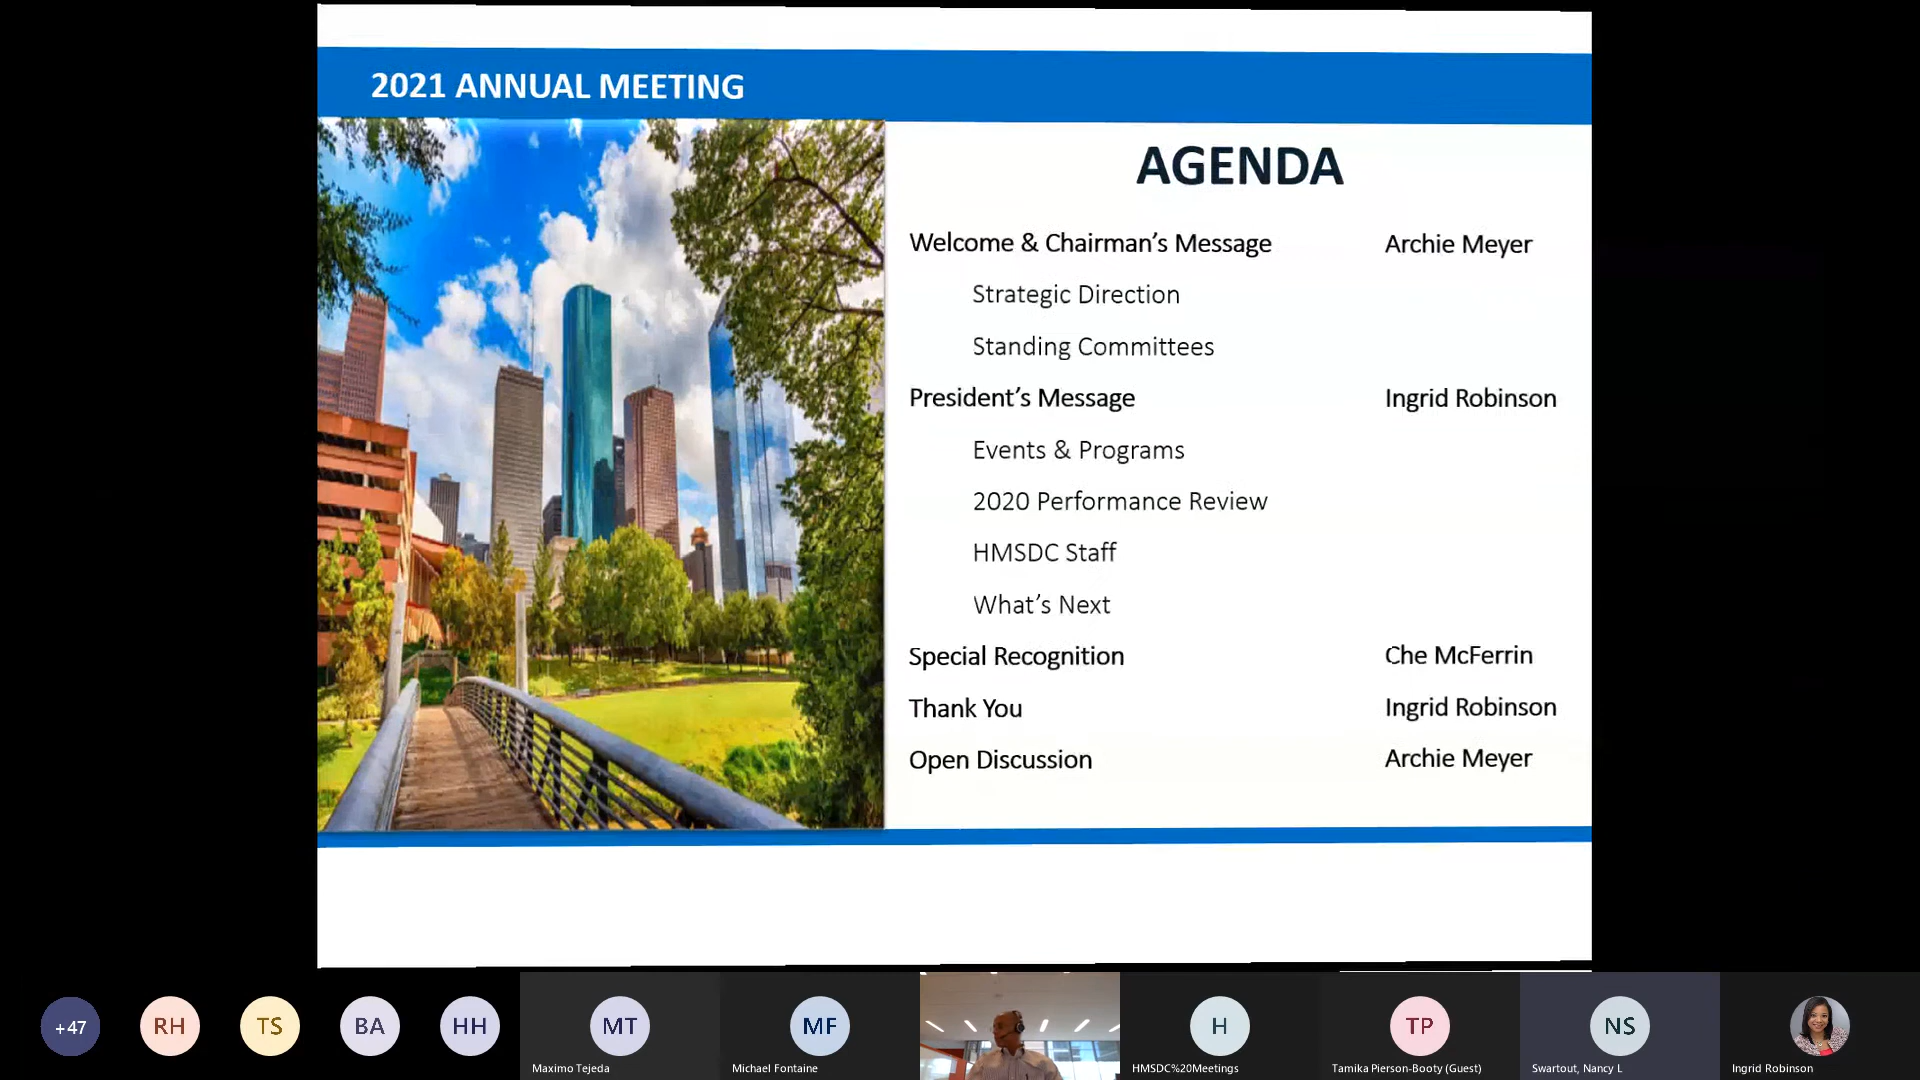 2021 ANNUAL MEETING
AGENDA
Welcome & Chairman's Message Archie Meyer
Strategic Direction
Standing Committees
President's Message Ingrid Robinson
Events & Programs
2020 Performance Review
HMSDC Staff
What's Next
Special Recognition Che McFerrin
Thank You Ingrid Robinson
Open Discussion Archie Meyer
+47 RH TS BA HH MT MF H TP NS
Maximo Tejeda Michael Fontaine HMSDC%20Meetings Tamika Pierson-Booty (Guest) Swartout, Nancy L Ingrid Robinson